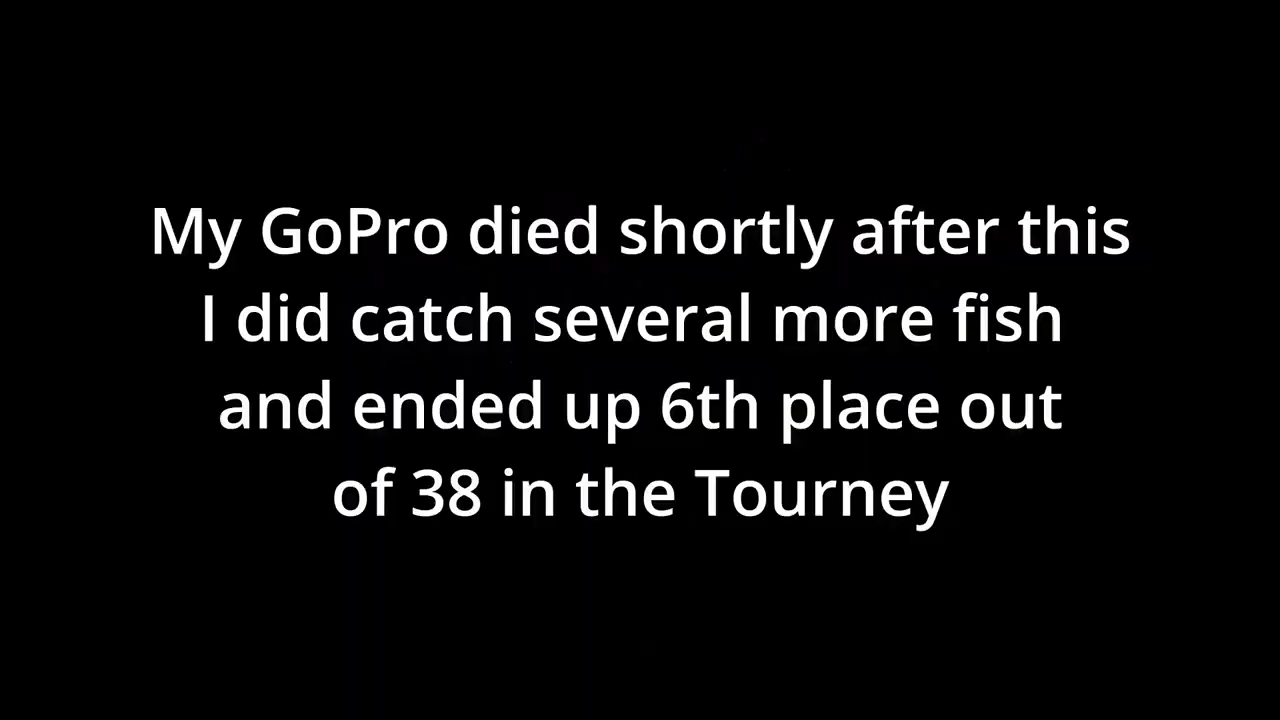 My GoPro died shortly after this
I did catch several more fish
and ended up 6th place out
of 38 in the Tourney